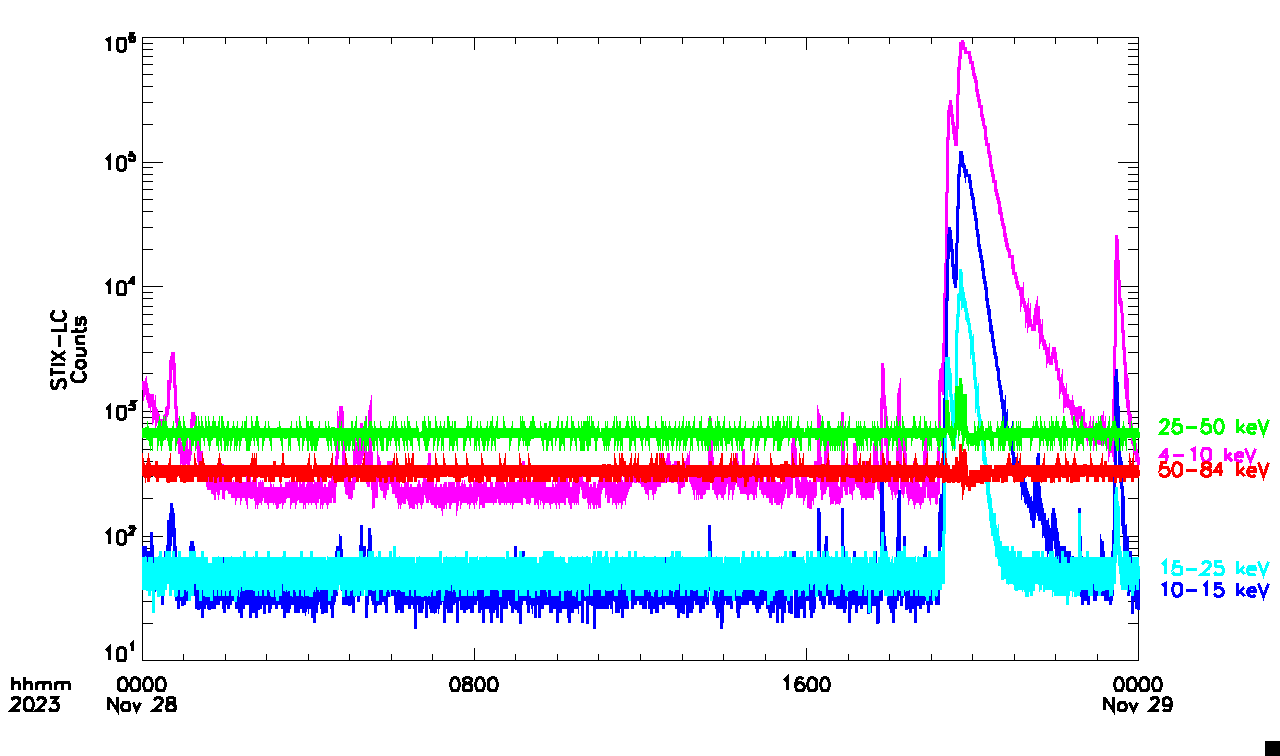 10^6
10^5
10^4
10^3
10^2
10^1
STIX-LC
Counts
25-50 keV
4-10 keV
50-84 keV
15-25 keV
10-15 keV
hhmm 0000 0800 1600 0000
2023 Nov 28 Nov 29